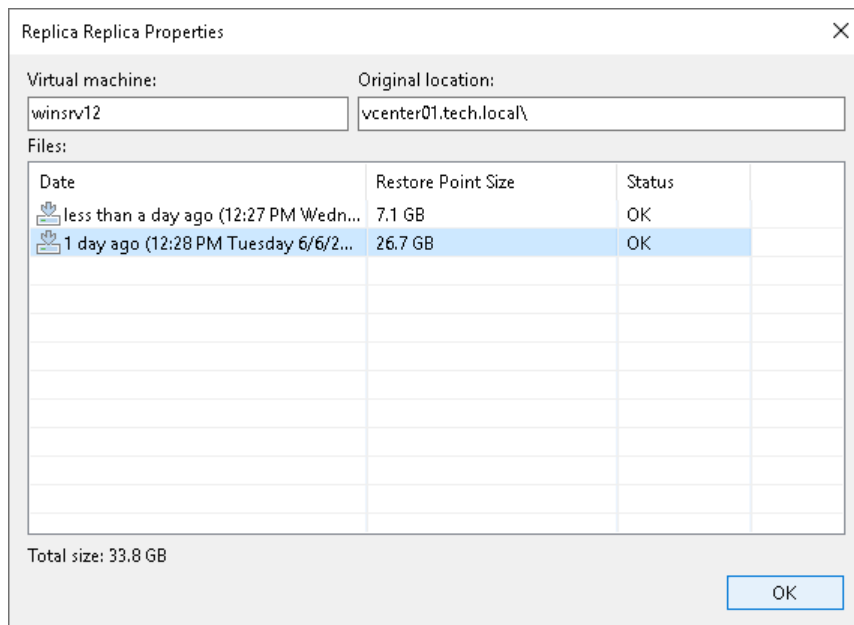 Replica Replica Properties
Virtual machine: Original location:
winsrv12 vcenter01.tech.local\
Files:
Date Restore Point Size Status
less than a day ago (12:27 PM Wedn... 7.1 GB OK
1 day ago (12:28 PM Tuesday 6/6/2... 26.7 GB OK
Total size: 33.8 GB
OK